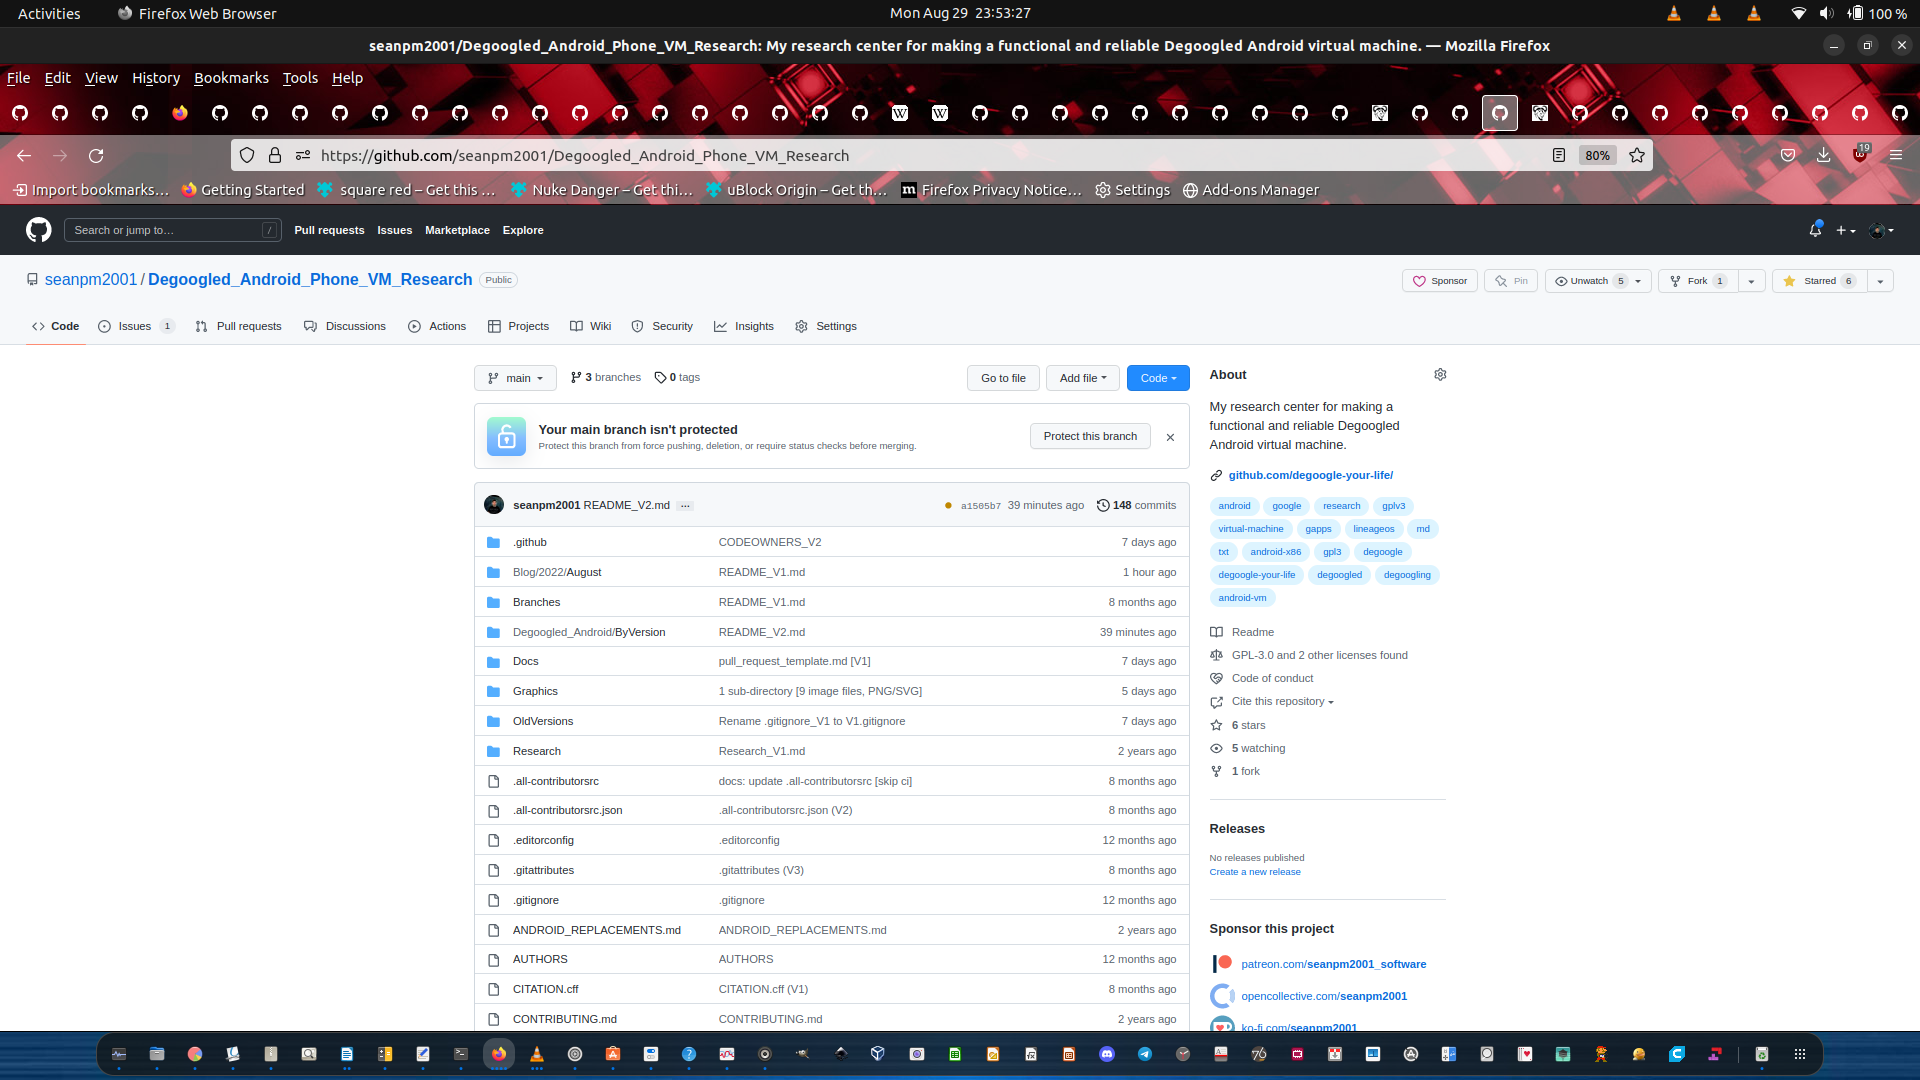 Activities Firefox Web Browser Mon Aug 29 23:53:27 100 %
seanpm2001/Degoogled_Android_Phone_VM_Research: My research center for making a functional and reliable Degoogled Android virtual machine. — Mozilla Firefox
File Edit View History Bookmarks Tools Help
https://github.com/seanpm2001/Degoogled_Android_Phone_VM_Research 80% 19
Import bookmarks… Getting Started square red – Get this … Nuke Danger – Get thi… uBlock Origin – Get th… Firefox Privacy Notice… Settings Add-ons Manager
Search or jump to… / Pull requests Issues Marketplace Explore
seanpm2001 / Degoogled_Android_Phone_VM_Research Public Sponsor Pin Unwatch 5 Fork 1 Starred 6
Code Issues 1 Pull requests Discussions Actions Projects Wiki Security Insights Settings
main 3 branches 0 tags Go to file Add file Code
Your main branch isn't protected
Protect this branch from force pushing, deletion, or require status checks before merging.
Protect this branch
seanpm2001 README_V2.md … a1505b7 39 minutes ago 148 commits
.github CODEOWNERS_V2 7 days ago
Blog/2022/August README_V1.md 1 hour ago
Branches README_V1.md 8 months ago
Degoogled_Android/ByVersion README_V2.md 39 minutes ago
Docs pull_request_template.md [V1] 7 days ago
Graphics 1 sub-directory [9 image files, PNG/SVG] 5 days ago
OldVersions Rename .gitignore_V1 to V1.gitignore 7 days ago
Research Research_V1.md 2 years ago
.all-contributorsrc docs: update .all-contributorsrc [skip ci] 8 months ago
.all-contributorsrc.json .all-contributorsrc.json (V2) 8 months ago
.editorconfig .editorconfig 12 months ago
.gitattributes .gitattributes (V3) 8 months ago
.gitignore .gitignore 12 months ago
ANDROID_REPLACEMENTS.md ANDROID_REPLACEMENTS.md 2 years ago
AUTHORS AUTHORS 12 months ago
CITATION.cff CITATION.cff (V1) 8 months ago
CONTRIBUTING.md CONTRIBUTING.md 2 years ago
About
My research center for making a
functional and reliable Degoogled
Android virtual machine.
github.com/degoogle-your-life/
android google research gplv3
virtual-machine gapps lineageos md
txt android-x86 gpl3 degoogle
degoogle-your-life degoogled degoogling
android-vm
Readme
GPL-3.0 and 2 other licenses found
Code of conduct
Cite this repository
6 stars
5 watching
1 fork
Releases
No releases published
Create a new release
Sponsor this project
patreon.com/seanpm2001_software
opencollective.com/seanpm2001
ko-fi.com/seanpm2001